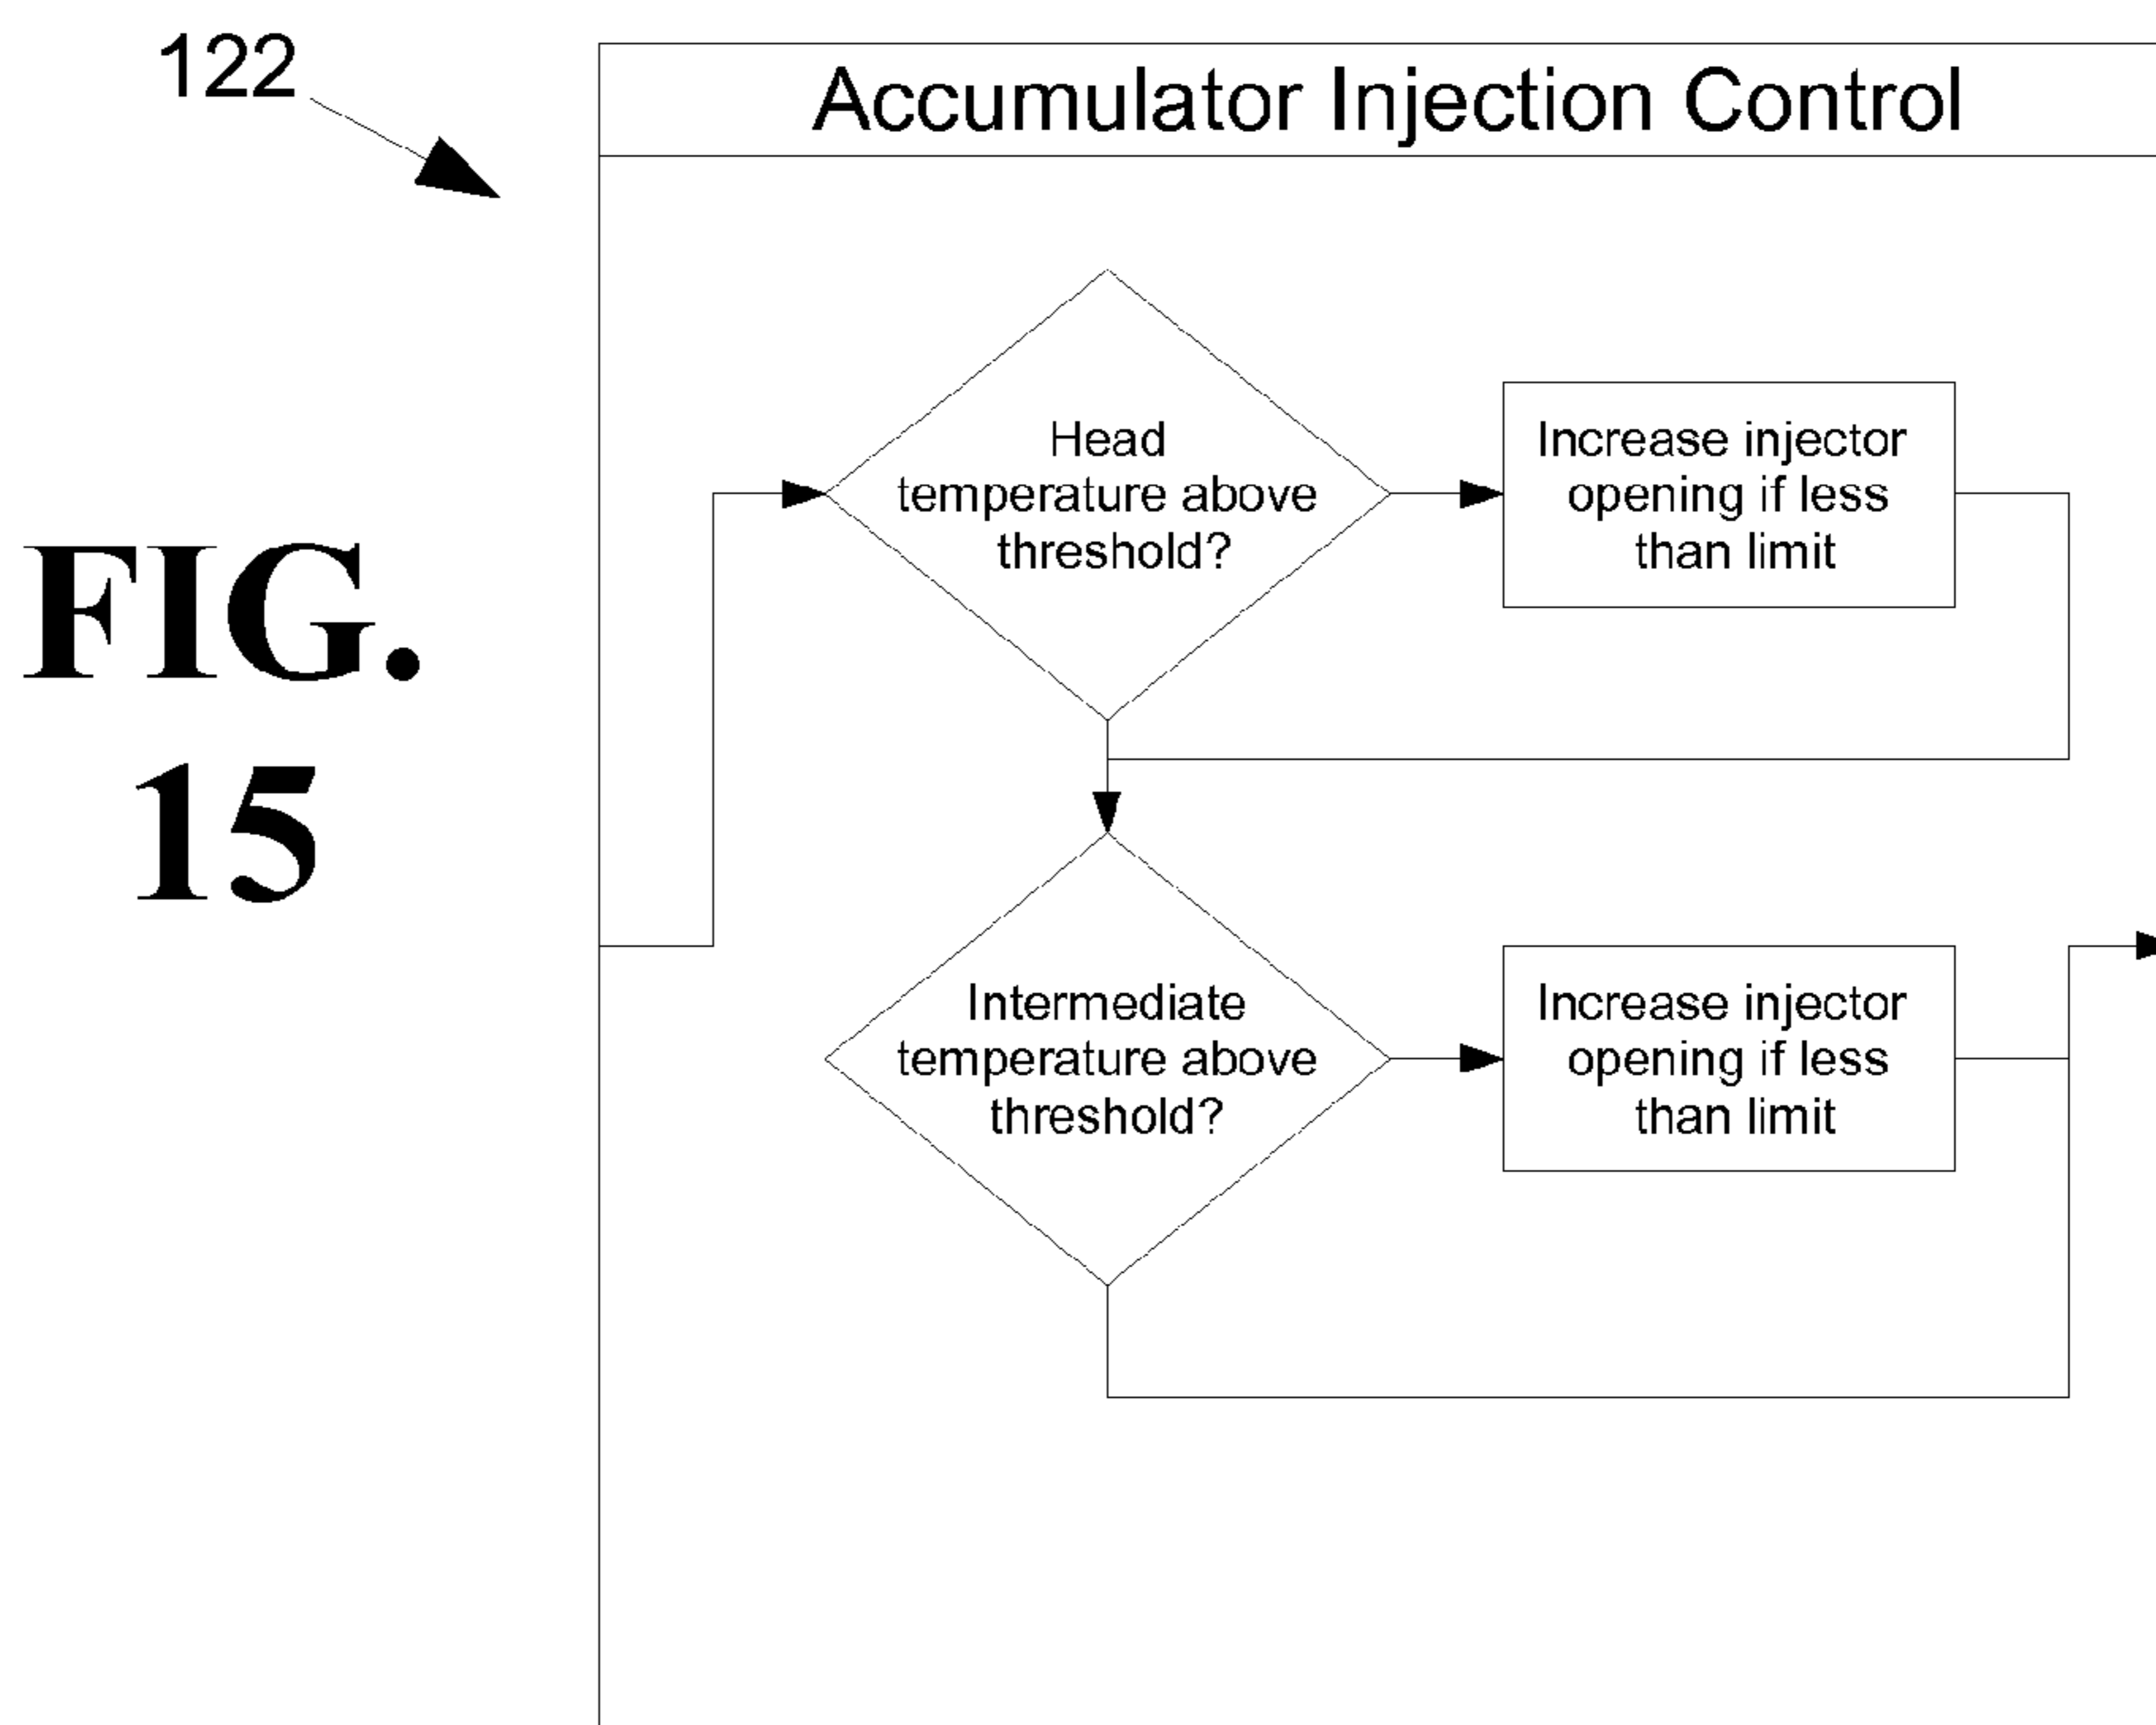 122
Accumulator Injection Control
Head
temperature above
threshold?
Increase injector
opening if less
than limit
FIG.
15
Intermediate
temperature above
threshold?
Increase injector
opening if less
than limit